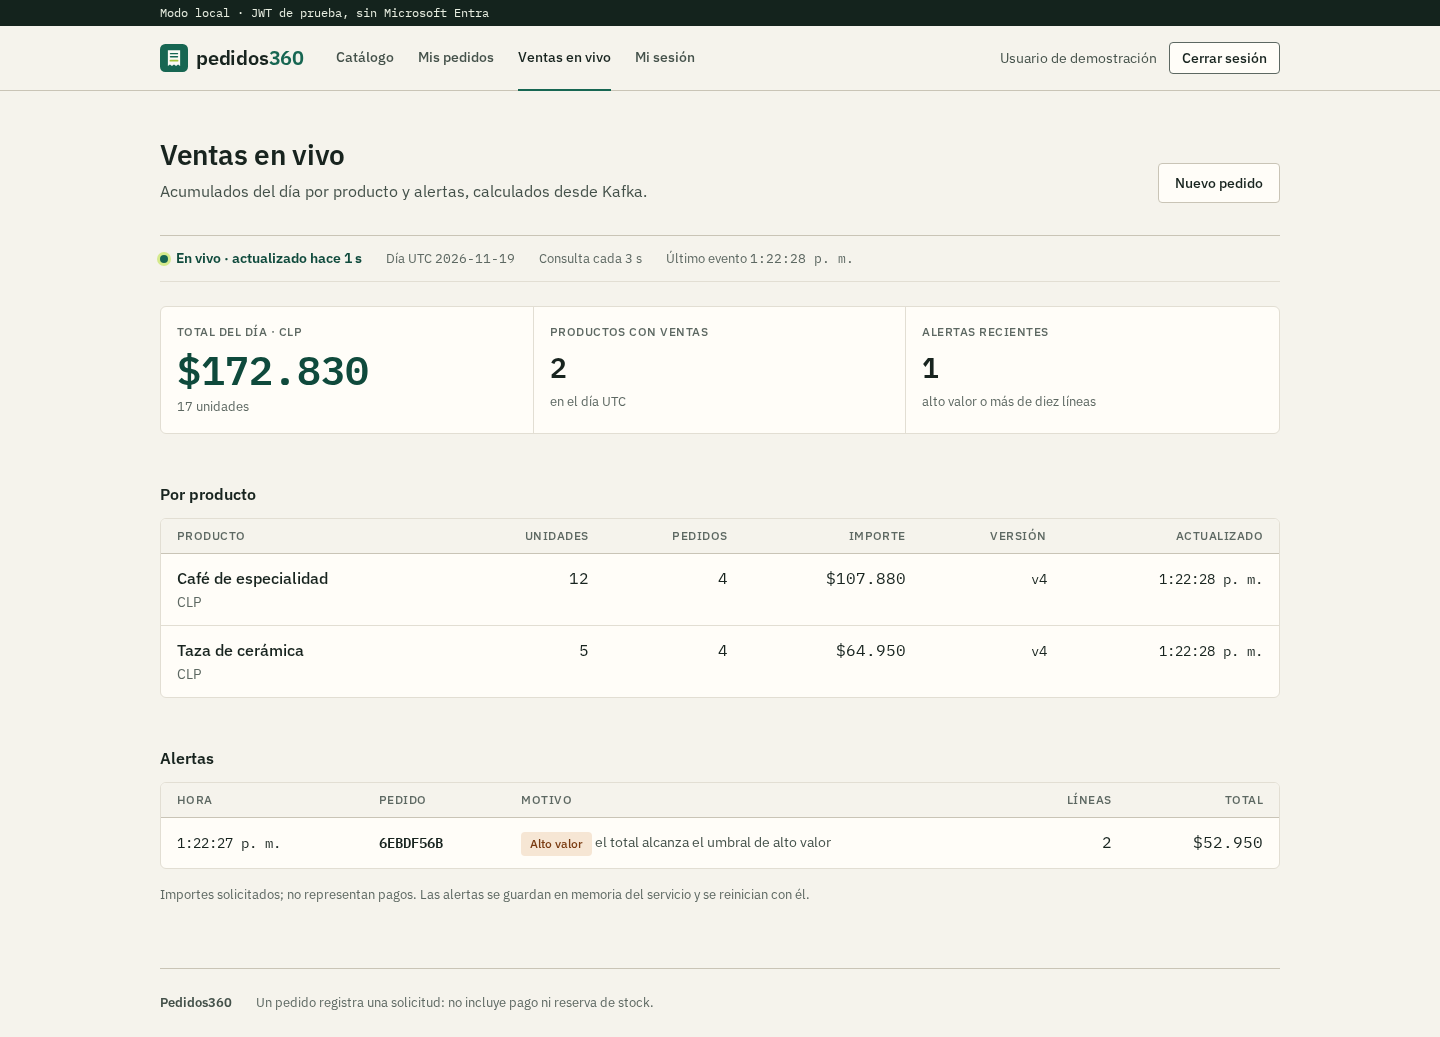 Modo local · JWT de prueba, sin Microsoft Entra
pedidos360 Catálogo Mis pedidos Ventas en vivo Mi sesión Usuario de demostración Cerrar sesión
Ventas en vivo
Acumulados del día por producto y alertas, calculados desde Kafka.
Nuevo pedido
En vivo · actualizado hace 1 s Día UTC 2026-11-19 Consulta cada 3 s Último evento 1:22:28 p. m.
TOTAL DEL DÍA · CLP
$172.830
17 unidades
PRODUCTOS CON VENTAS
2
en el día UTC
ALERTAS RECIENTES
1
alto valor o más de diez líneas
Por producto
PRODUCTO UNIDADES PEDIDOS IMPORTE VERSIÓN ACTUALIZADO
Café de especialidad 12 4 $107.880 v4 1:22:28 p. m.
CLP
Taza de cerámica 5 4 $64.950 v4 1:22:28 p. m.
CLP
Alertas
HORA PEDIDO MOTIVO LÍNEAS TOTAL
1:22:27 p. m. 6EBDF56B Alto valor el total alcanza el umbral de alto valor 2 $52.950
Importes solicitados; no representan pagos. Las alertas se guardan en memoria del servicio y se reinician con él.
Pedidos360 Un pedido registra una solicitud: no incluye pago ni reserva de stock.